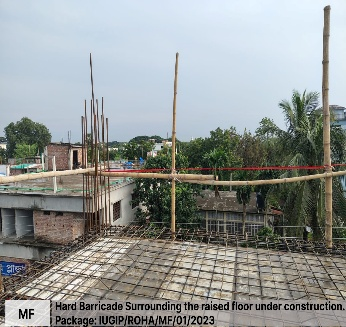 MF
Hard Barricade Surrounding the raised floor under construction.
Package: IUGIP/ROHA/MF/01/2023